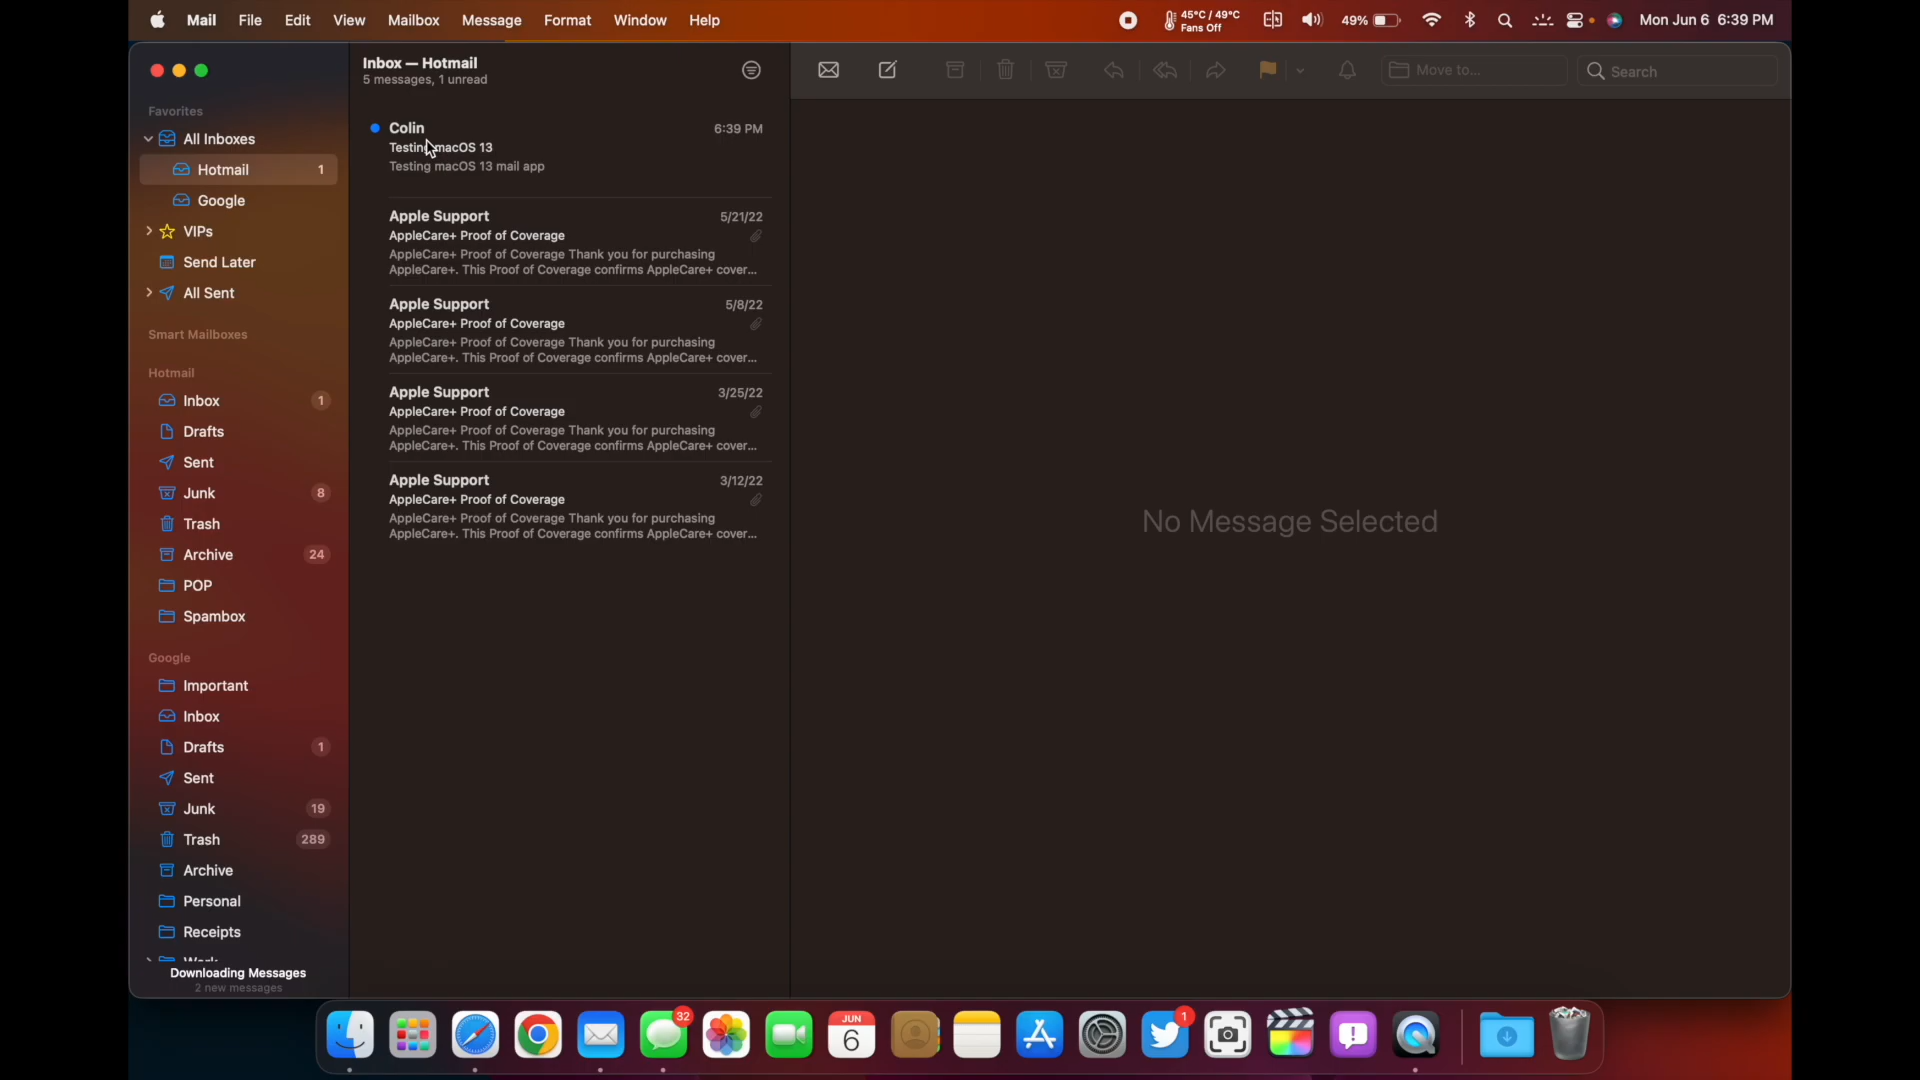 Mail File Edit View Mailbox Message Format Window Help
45°C / 49°C
Fans Off
49%
Mon Jun 6 6:39 PM
Favorites
All Inboxes
Hotmail 1
Google
VIPs
Send Later
All Sent
Smart Mailboxes
Hotmail
Inbox 1
Drafts
Sent
Junk 8
Trash
Archive 24
POP
Spambox
Google
Important
Inbox
Drafts 1
Sent
Junk 19
Trash 289
Archive
Personal
Receipts
Downloading Messages
2 new messages
Inbox — Hotmail
5 messages, 1 unread
Colin 6:39 PM
Testing macOS 13
Testing macOS 13 mail app
Apple Support 5/21/22
AppleCare+ Proof of Coverage
AppleCare+ Proof of Coverage Thank you for purchasing
AppleCare+. This Proof of Coverage confirms AppleCare+ cover...
Apple Support 5/8/22
AppleCare+ Proof of Coverage
AppleCare+ Proof of Coverage Thank you for purchasing
AppleCare+. This Proof of Coverage confirms AppleCare+ cover...
Apple Support 3/25/22
AppleCare+ Proof of Coverage
AppleCare+ Proof of Coverage Thank you for purchasing
AppleCare+. This Proof of Coverage confirms AppleCare+ cover...
Apple Support 3/12/22
AppleCare+ Proof of Coverage
AppleCare+ Proof of Coverage Thank you for purchasing
AppleCare+. This Proof of Coverage confirms AppleCare+ cover...
Move to...
Search
No Message Selected
32
JUN
6
1